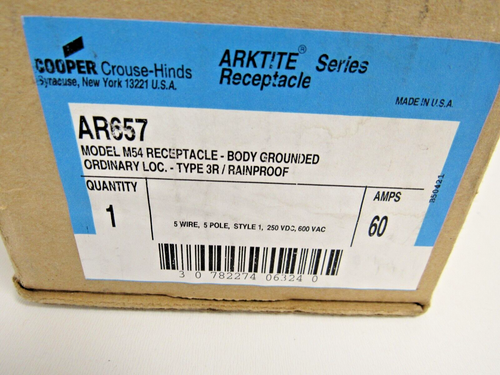 COOPER Crouse-Hinds
Syracuse, New York 13221 U.S.A.
ARKTITE® Series
Receptacle
MADE IN U.S.A.
AR657
MODEL M54 RECEPTACLE - BODY GROUNDED
ORDINARY LOC. - TYPE 3R / RAINPROOF
QUANTITY
1
5 WIRE, 5 POLE, STYLE 1, 250 VDC, 600 VAC
AMPS
60
3 0 782274 06324 0